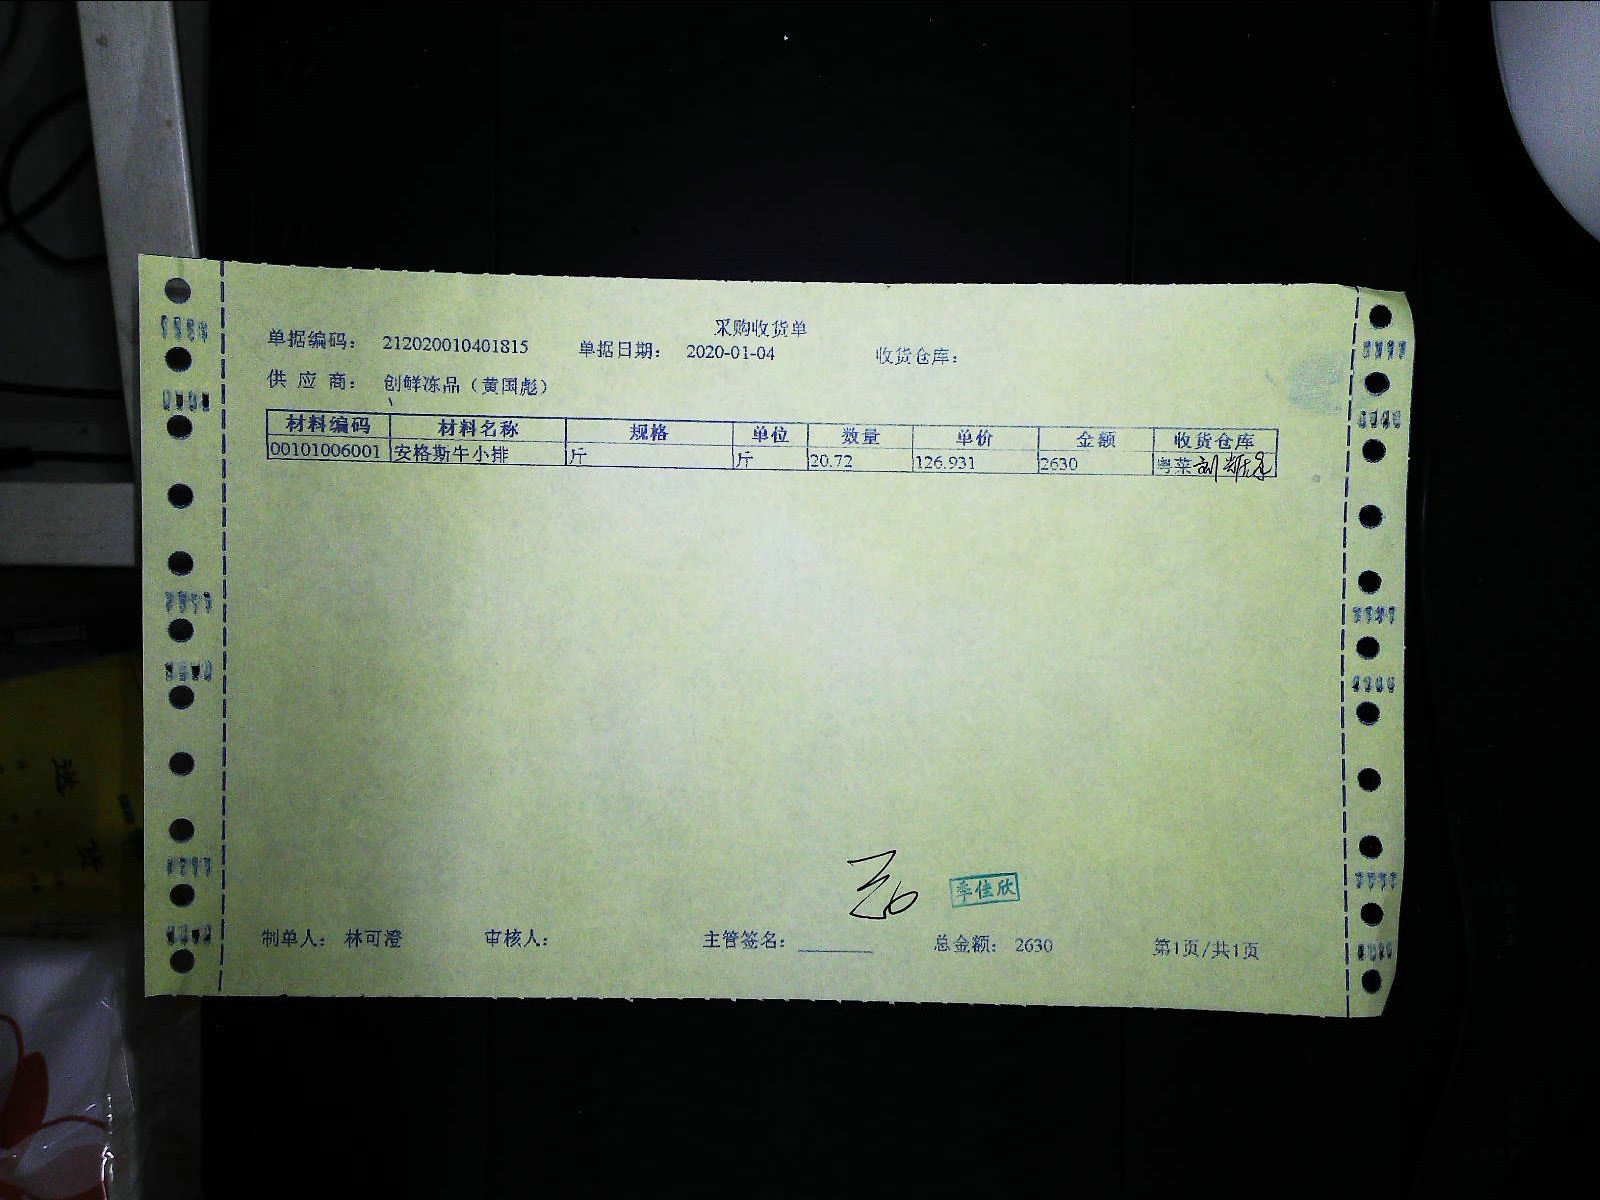 采购收货单
单据编码： 212020010401815 单据日期： 2020-01-04 收货仓库：
供 应 商： 创鲜冻品（黄国彪）
材料编码 材料名称 规格 单位 数量 单价 金额 收货仓库
00101006001 安格斯牛小排 斤 斤 20.72 126.931 2630 粤菜
季佳欣
制单人： 林可澄 审核人： 主管签名： 总金额： 2630 第1页/共1页
送
货